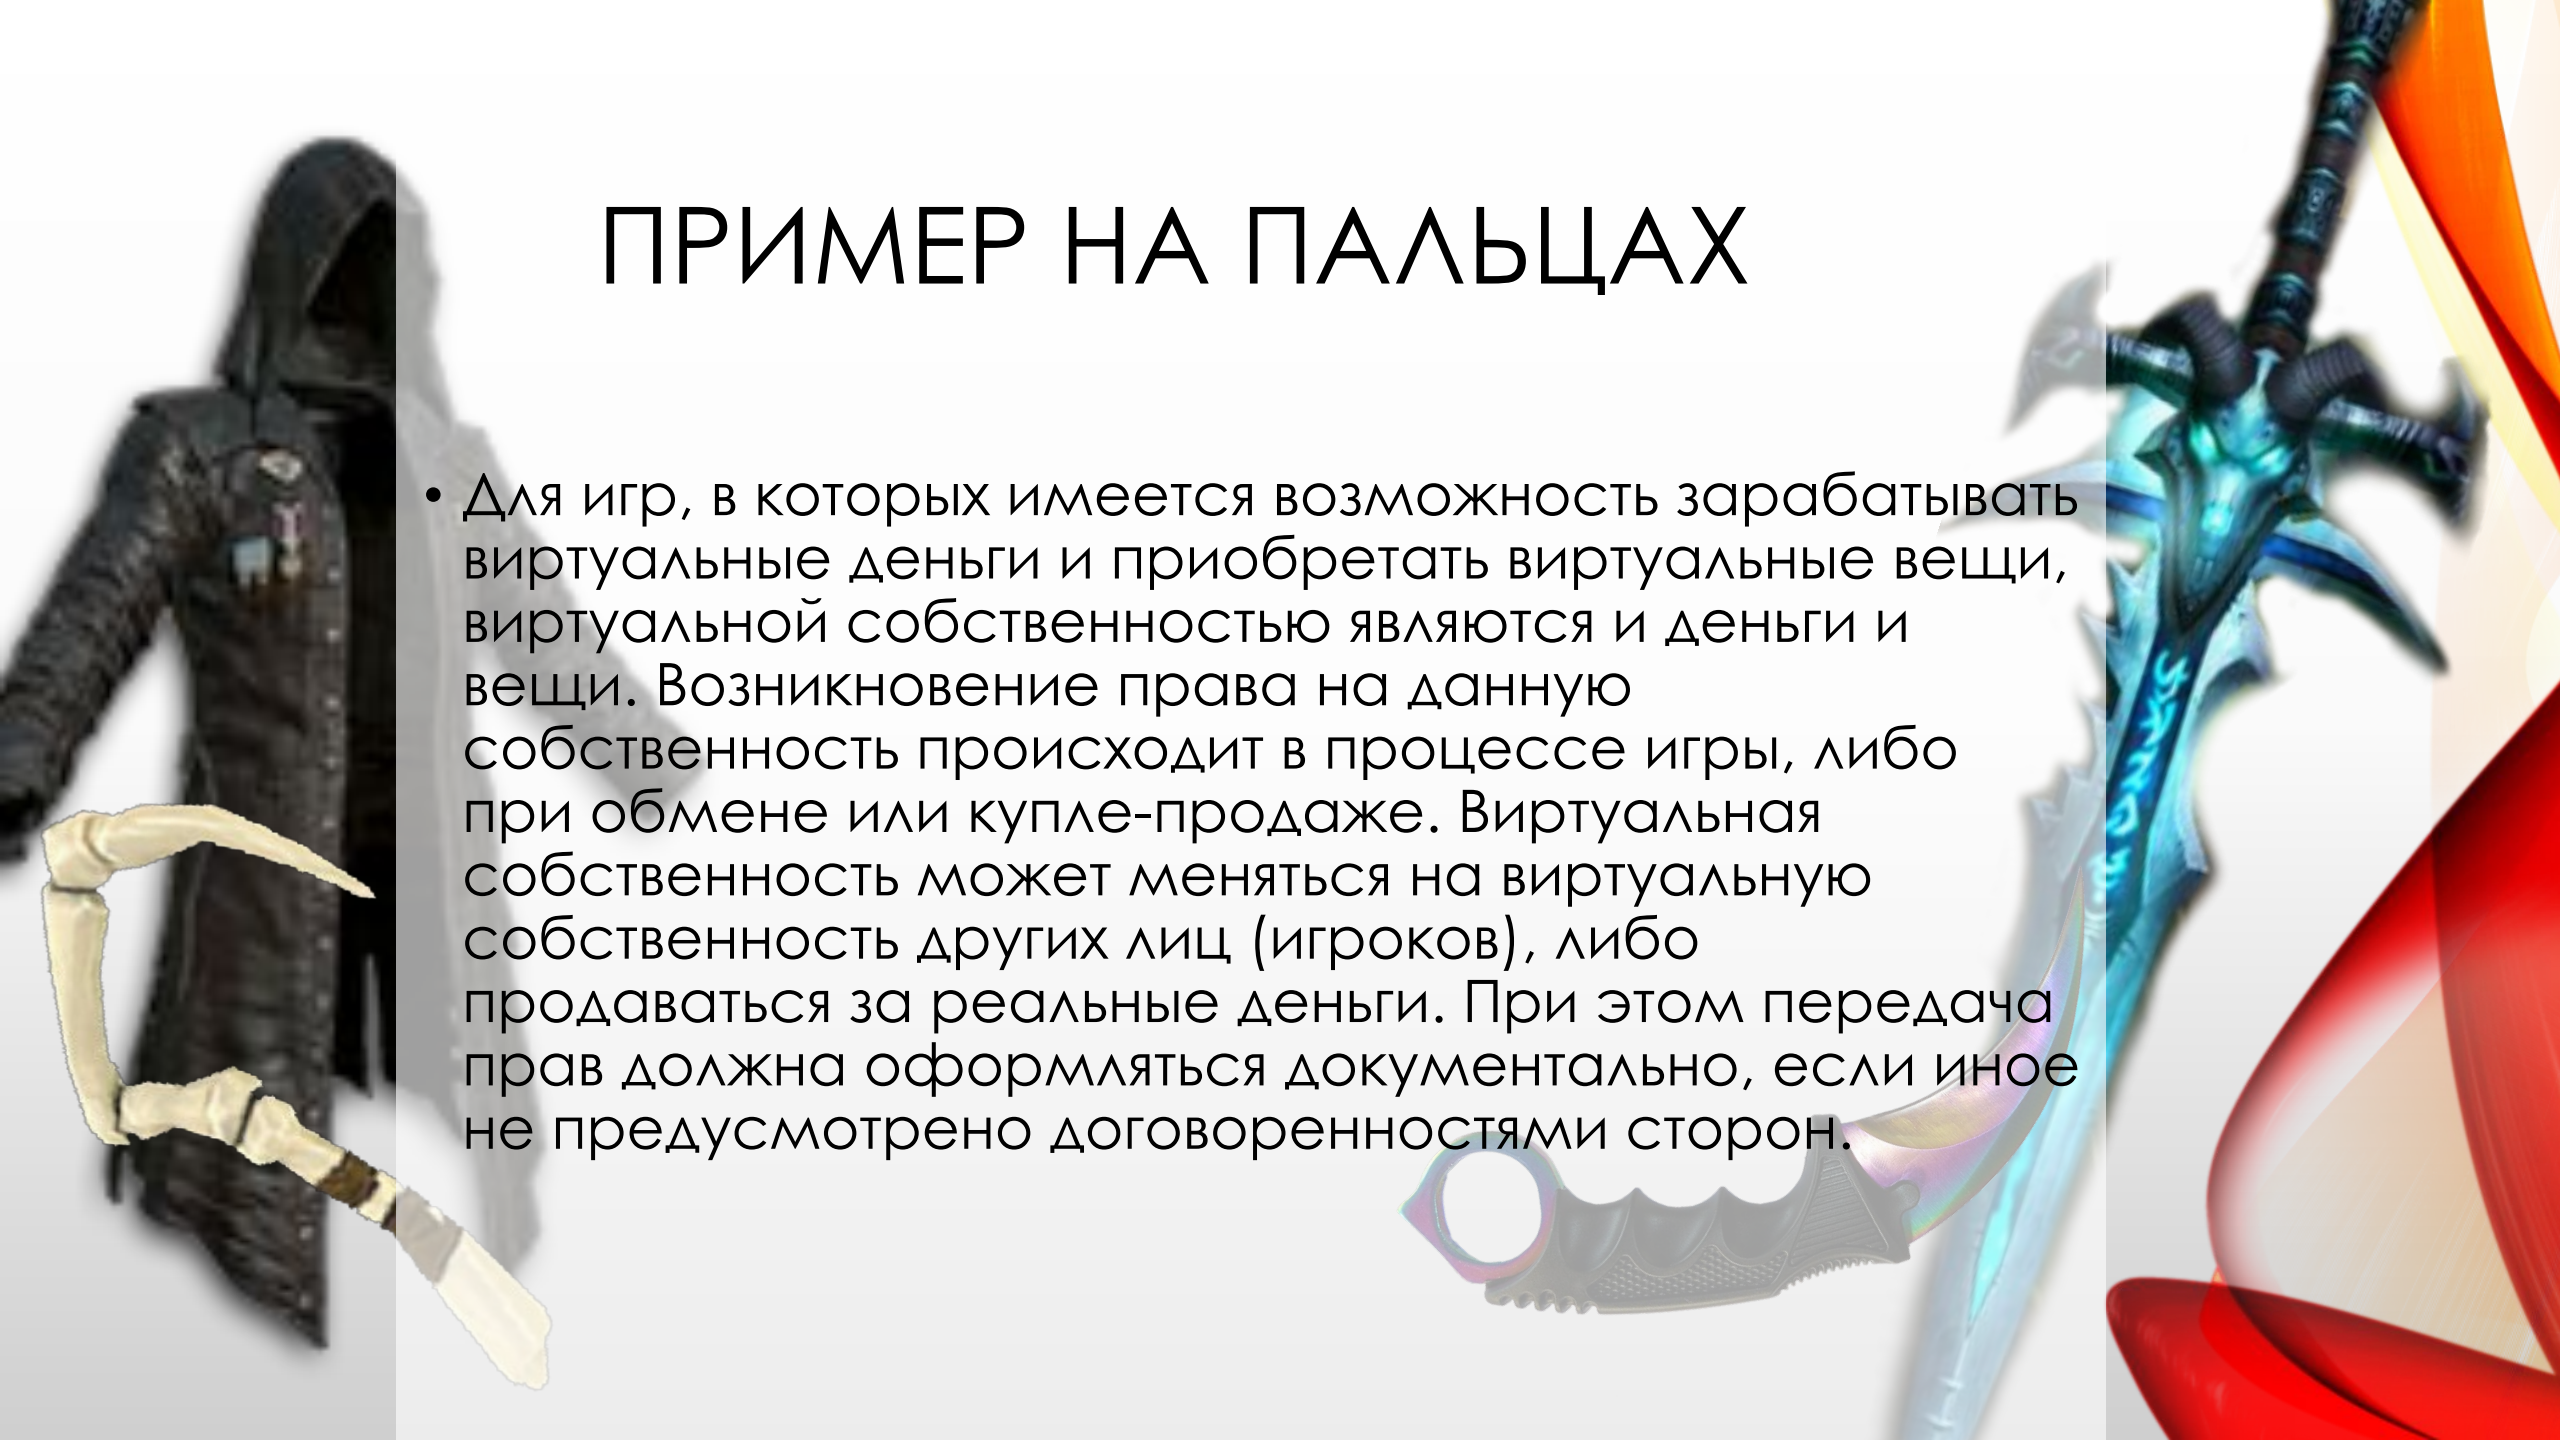 ПРИМЕР НА ПАЛЬЦАХ
• Для игр, в которых имеется возможность зарабатывать
виртуальные деньги и приобретать виртуальные вещи,
виртуальной собственностью являются и деньги и
вещи. Возникновение права на данную
собственность происходит в процессе игры, либо
при обмене или купле-продаже. Виртуальная
собственность может меняться на виртуальную
собственность других лиц (игроков), либо
продаваться за реальные деньги. При этом передача
прав должна оформляться документально, если иное
не предусмотрено договоренностями сторон.